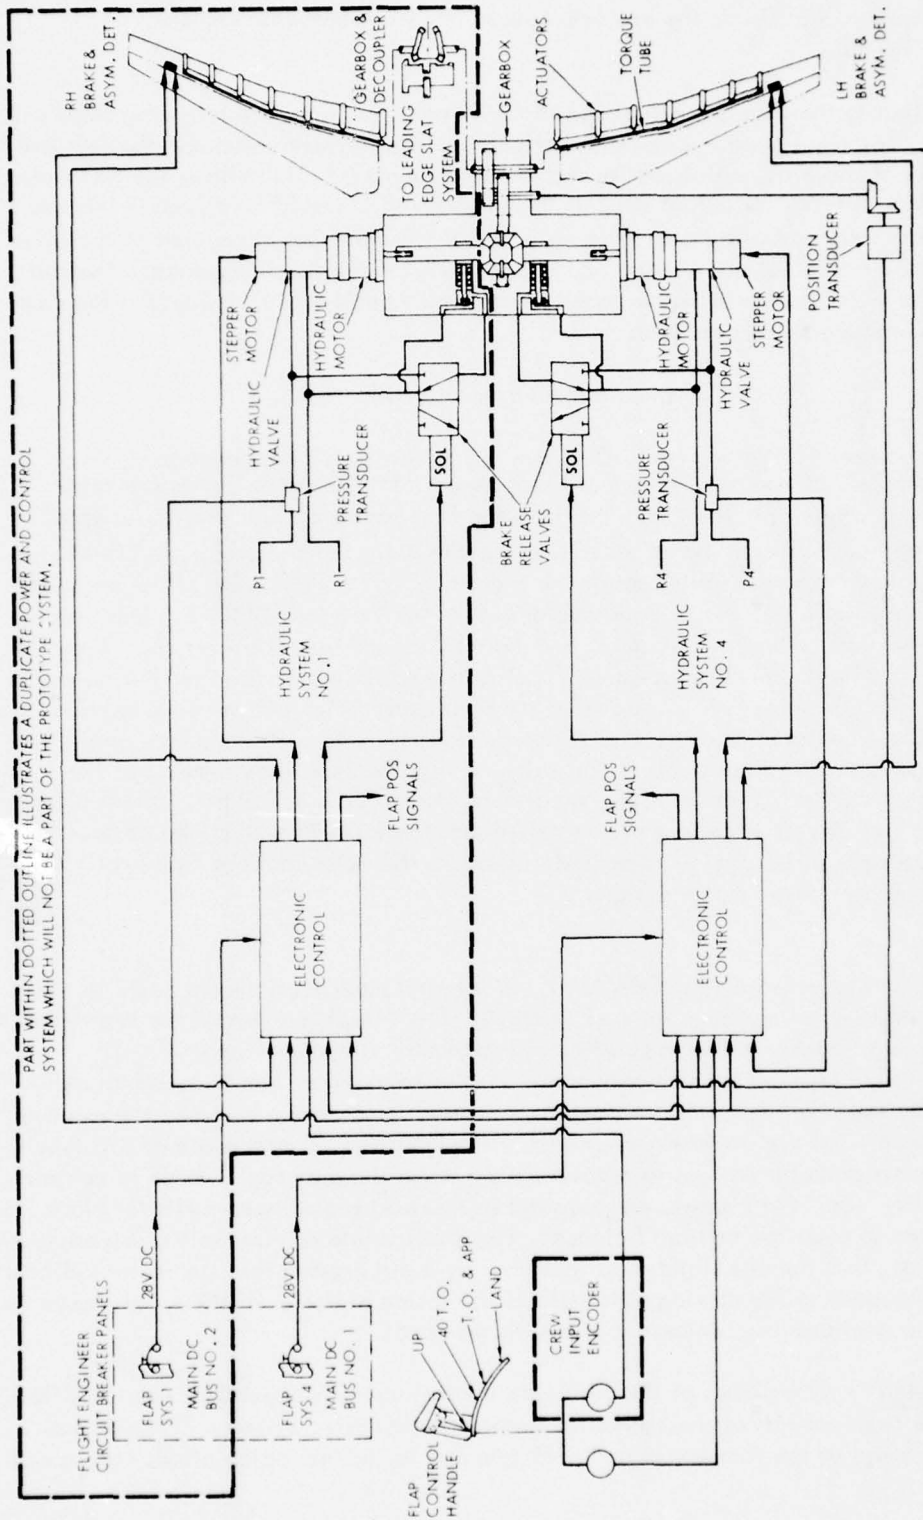 PART WITHIN DOTTED OUTLINE ILLUSTRATES A DUPLICATE POWER AND CONTROL
SYSTEM WHICH WILL NOT BE A PART OF THE PROTOTYPE SYSTEM.
FLIGHT ENGINEER
CIRCUIT BREAKER PANELS
FLAP
SYS 1
MAIN DC
BUS NO. 2
28V DC
FLAP
SYS 4
MAIN DC
BUS NO. 1
28V DC
FLAP
CONTROL
HANDLE
UP
40 T.O.
T.O. & APP
LAND
CREW
INPUT
ENCODER
ELECTRONIC
CONTROL
FLAP POS
SIGNALS
HYDRAULIC
SYSTEM
NO. 1
P1
R1
PRESSURE
TRANSDUCER
STEPPER
MOTOR
HYDRAULIC
VALVE
HYDRAULIC
MOTOR
SOL
BRAKE
RELEASE
VALVES
RH
BRAKE &
ASYM. DET.
GEARBOX &
DECOUPLER
TO LEADING
EDGE SLAT
SYSTEM
GEARBOX
ACTUATORS
TORQUE
TUBE
LH
BRAKE &
ASYM. DET.
ELECTRONIC
CONTROL
FLAP POS
SIGNALS
HYDRAULIC
SYSTEM
NO. 4
R4
P4
PRESSURE
TRANSDUCER
SOL
HYDRAULIC
MOTOR
HYDRAULIC
VALVE
STEPPER
MOTOR
POSITION
TRANSDUCER